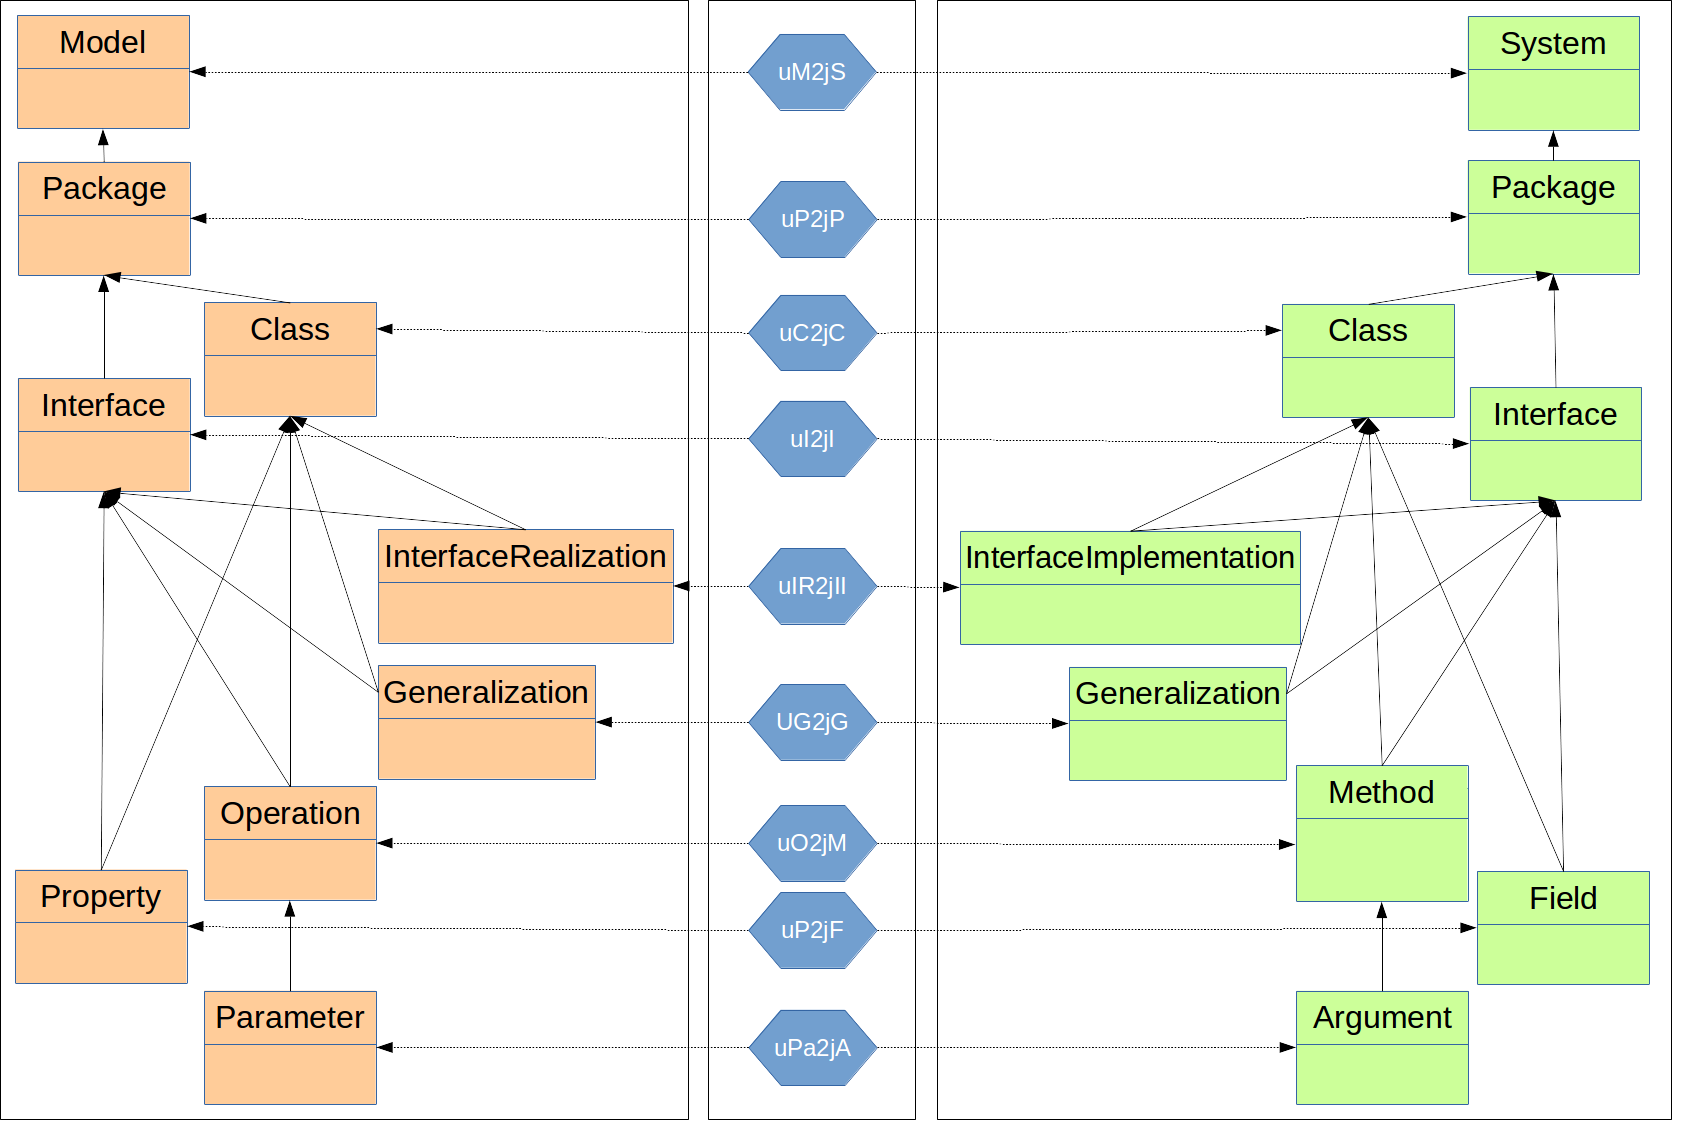 Model
uM2jS
System
Package
uP2jP
Package
Class
uC2jC
Class
Interface
uI2jI
Interface
InterfaceRealization
uIR2jII
InterfaceImplementation
Generalization
UG2jG
Generalization
Operation
uO2jM
Method
Property
uP2jF
Field
Parameter
uPa2jA
Argument